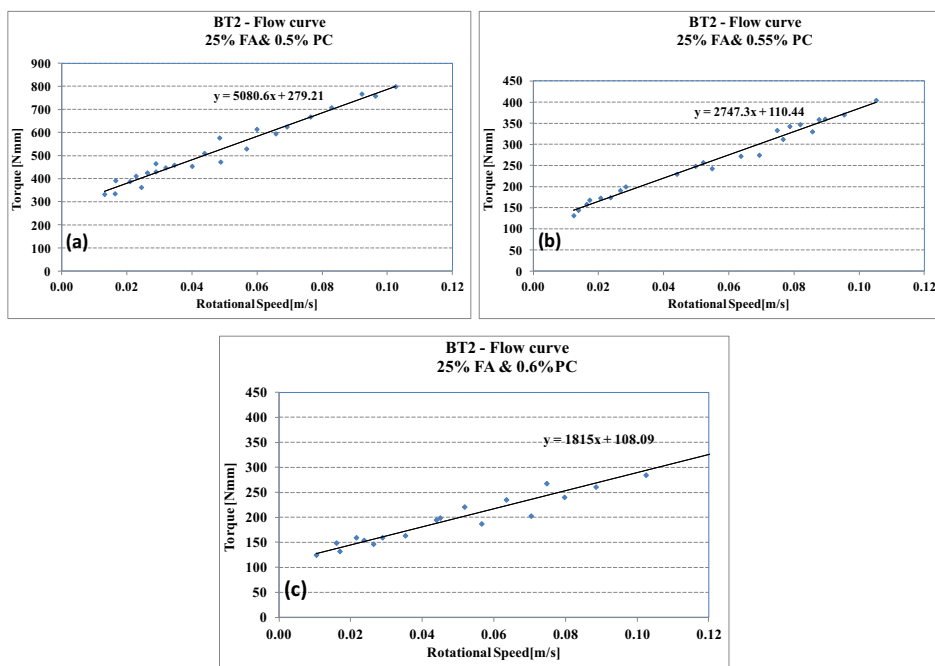 BT2 - Flow curve
25% FA& 0.5% PC
900
800
700
600
500
400
300
200
100
0
Torque [Nmm]
y = 5080.6x + 279.21
(a)
0.00 0.02 0.04 0.06 0.08 0.10 0.12
Rotational Speed[m/s]
BT2 - Flow curve
25% FA & 0.55% PC
450
400
350
300
250
200
150
100
50
0
Torque [Nmm]
y = 2747.3x + 110.44
(b)
0.00 0.02 0.04 0.06 0.08 0.10 0.12
Rotational Speed[m/s]
BT2 - Flow curve
25% FA & 0.6%PC
450
400
350
300
250
200
150
100
50
0
Torque [Nmm]
y = 1815x + 108.09
(c)
0.00 0.02 0.04 0.06 0.08 0.10 0.12
Rotational Speed[m/s]